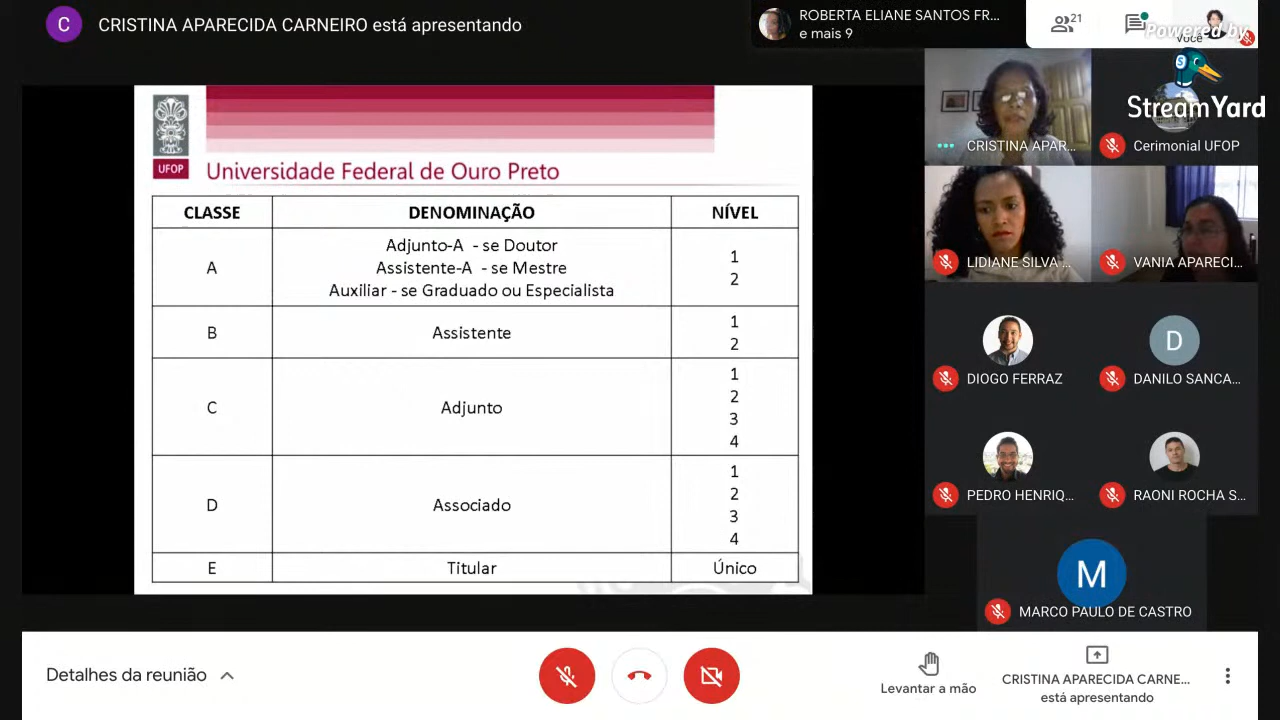 C CRISTINA APARECIDA CARNEIRO está apresentando
ROBERTA ELIANE SANTOS FR...
e mais 9
21
Você
Powered by
StreamYard
UFOP
Universidade Federal de Ouro Preto
CLASSE DENOMINAÇÃO NÍVEL
A
Adjunto-A - se Doutor
Assistente-A - se Mestre
Auxiliar - se Graduado ou Especialista
1
2
B Assistente
1
2
C Adjunto
1
2
3
4
D Associado
1
2
3
4
E Titular Único
CRISTINA APAR...
Cerimonial UFOP
LIDIANE SILVA ...
VANIA APARECI...
DIOGO FERRAZ
D
DANILO SANCA...
PEDRO HENRIQ...
RAONI ROCHA S...
M
MARCO PAULO DE CASTRO
Detalhes da reunião
Levantar a mão
CRISTINA APARECIDA CARNE...
está apresentando